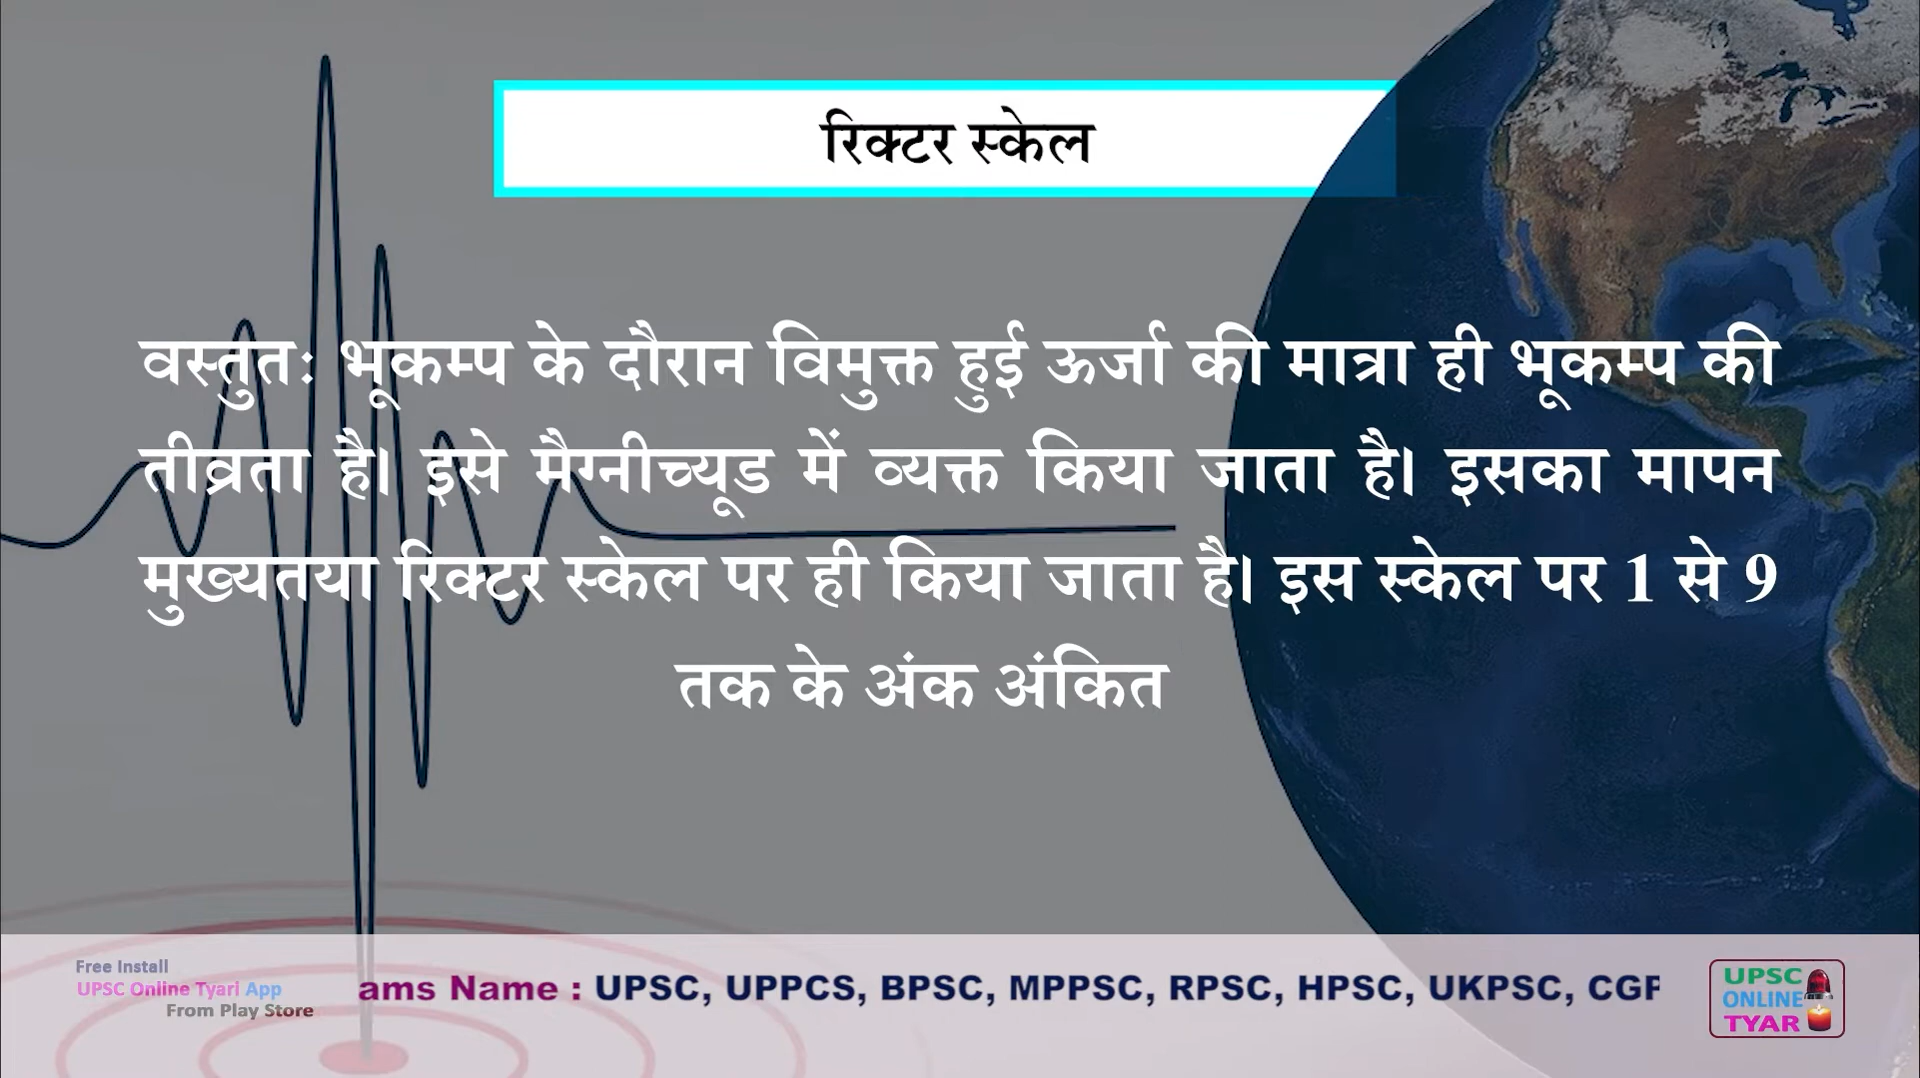 रिक्टर स्केल
वस्तुतः भूकम्प के दौरान विमुक्त हुई ऊर्जा की मात्रा ही भूकम्प की
तीव्रता है। इसे मैग्नीच्यूड में व्यक्त किया जाता है। इसका मापन
मुख्यतया रिक्टर स्केल पर ही किया जाता है। इस स्केल पर 1 से 9
तक के अंक अंकित
Free Install
UPSC Online Tyari App
From Play Store
ams Name : UPSC, UPPCS, BPSC, MPPSC, RPSC, HPSC, UKPSC,
UPSC
ONLINE
TYAR